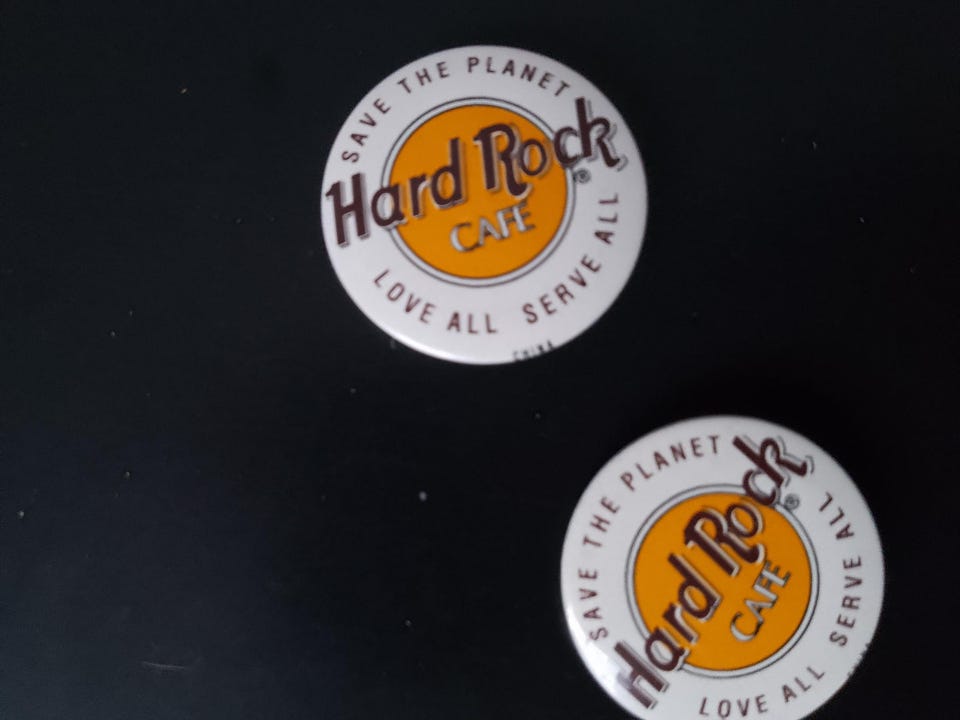 SAVE THE PLANET
Hard Rock
®
CAFE
LOVE ALL SERVE ALL
CHINA
SAVE THE PLANET
Hard Rock
®
CAFE
LOVE ALL SERVE ALL